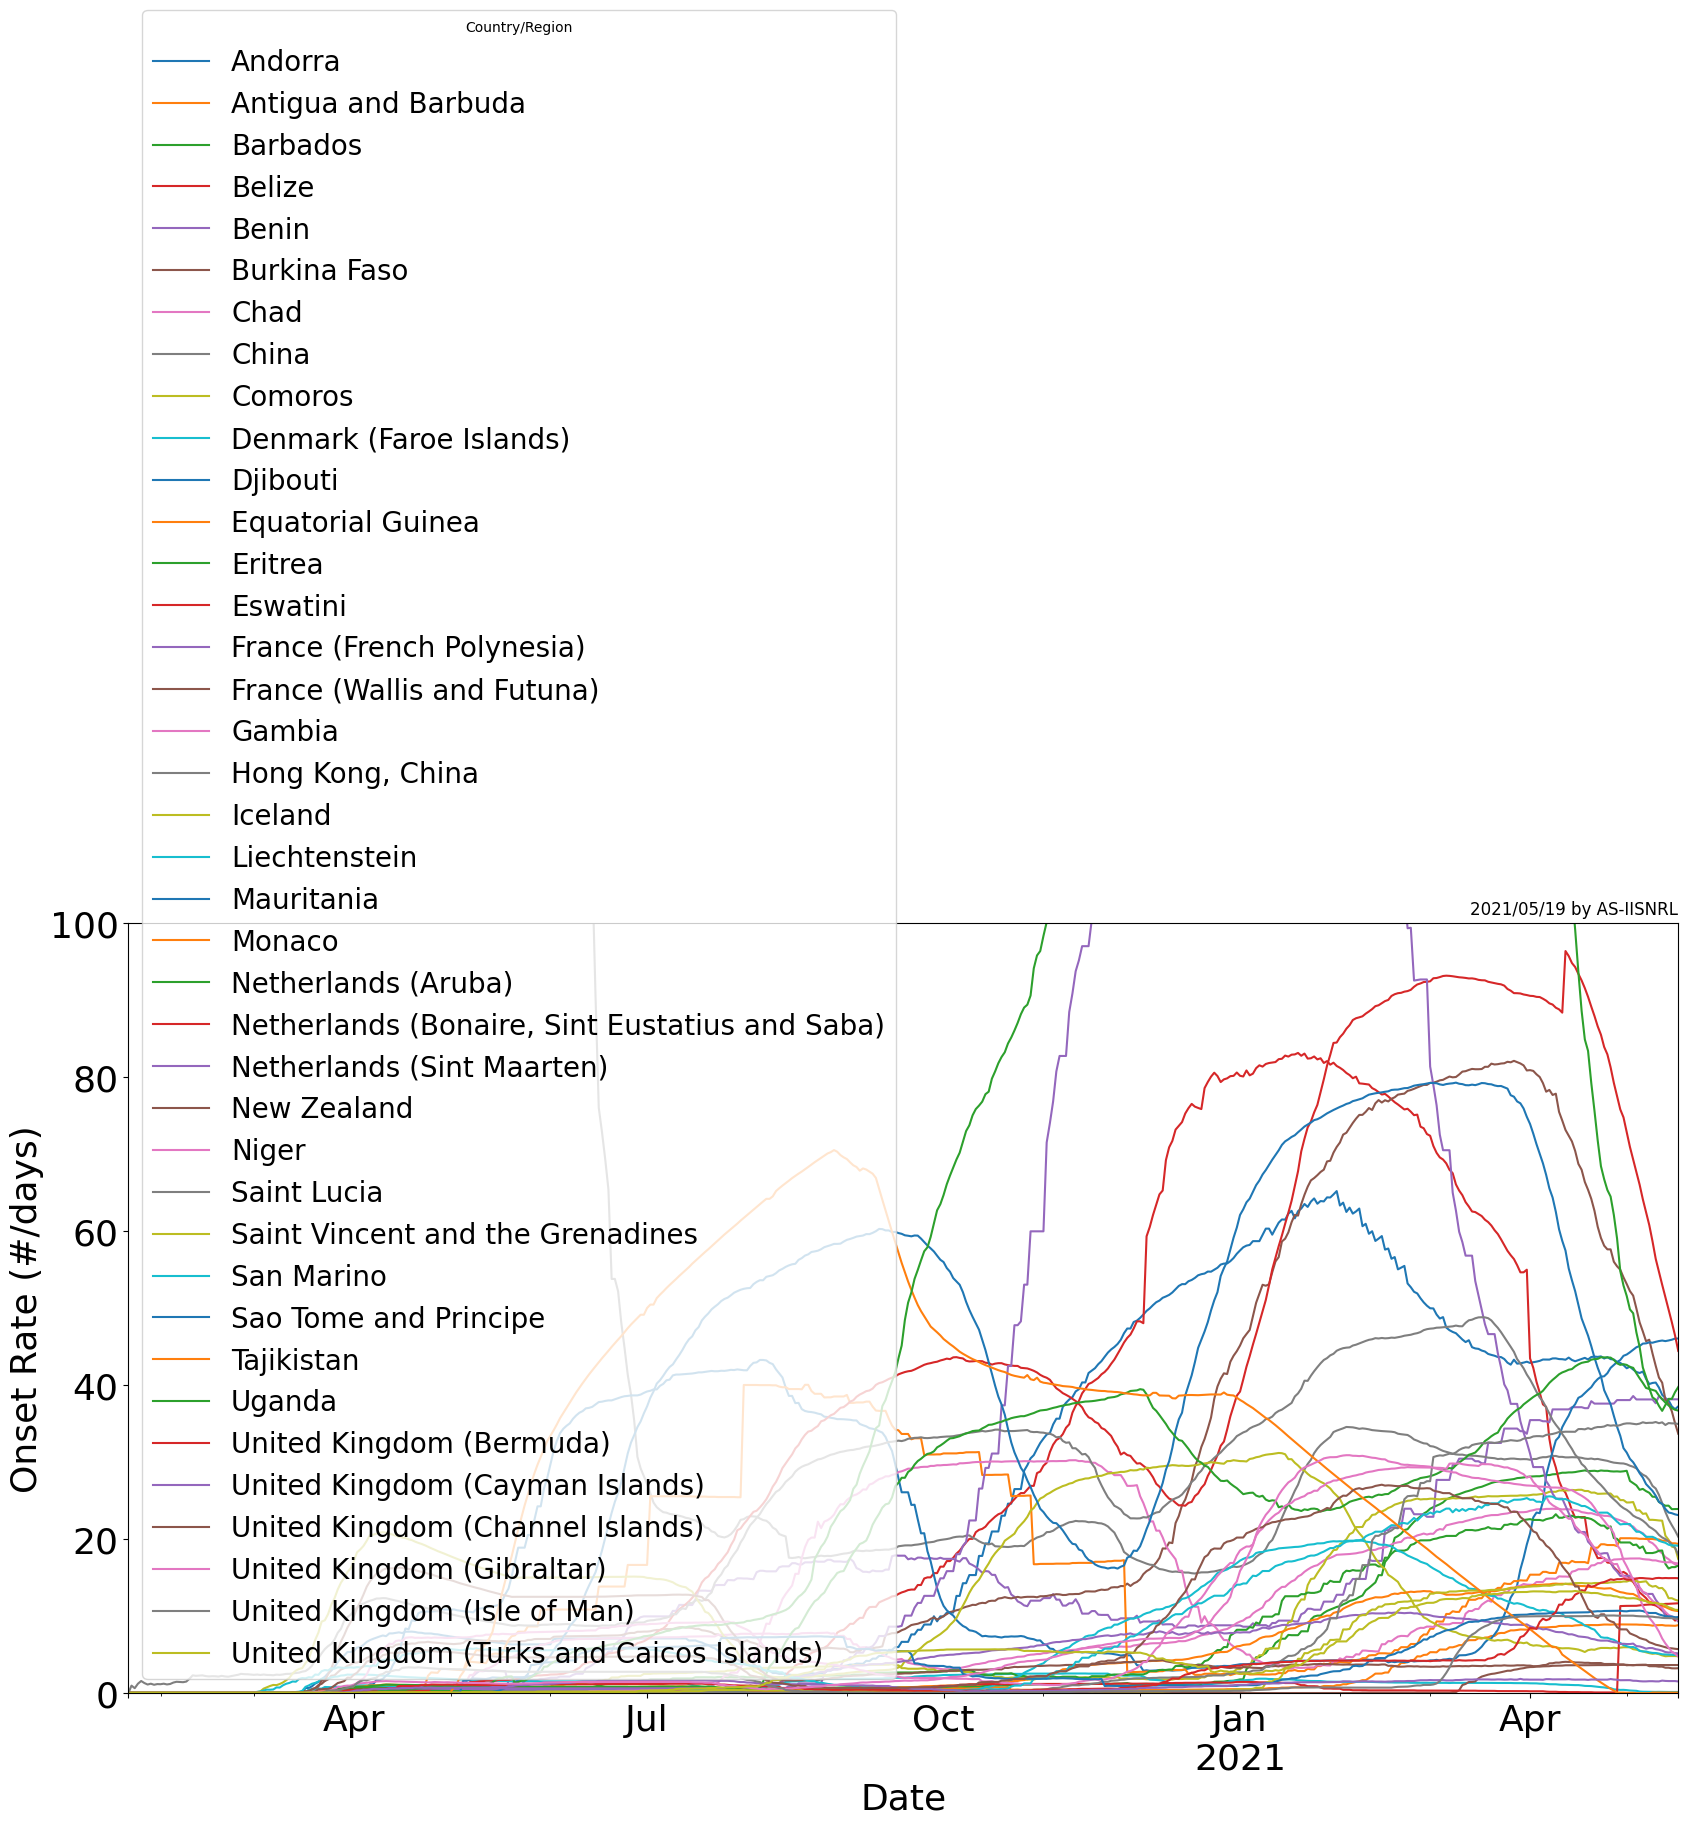 Country/Region
Andorra
Antigua and Barbuda
Barbados
Belize
Benin
Burkina Faso
Chad
China
Comoros
Denmark (Faroe Islands)
Djibouti
Equatorial Guinea
Eritrea
Eswatini
France (French Polynesia)
France (Wallis and Futuna)
Gambia
Hong Kong, China
Iceland
Liechtenstein
Mauritania
Monaco
Netherlands (Aruba)
Netherlands (Bonaire, Sint Eustatius and Saba)
Netherlands (Sint Maarten)
New Zealand
Niger
Saint Lucia
Saint Vincent and the Grenadines
San Marino
Sao Tome and Principe
Tajikistan
Uganda
United Kingdom (Bermuda)
United Kingdom (Cayman Islands)
United Kingdom (Channel Islands)
United Kingdom (Gibraltar)
United Kingdom (Isle of Man)
United Kingdom (Turks and Caicos Islands)
2021/05/19 by AS-IISNRL
Onset Rate (#/days)
100
80
60
40
20
0
Apr Jul Oct Jan Apr
2021
Date